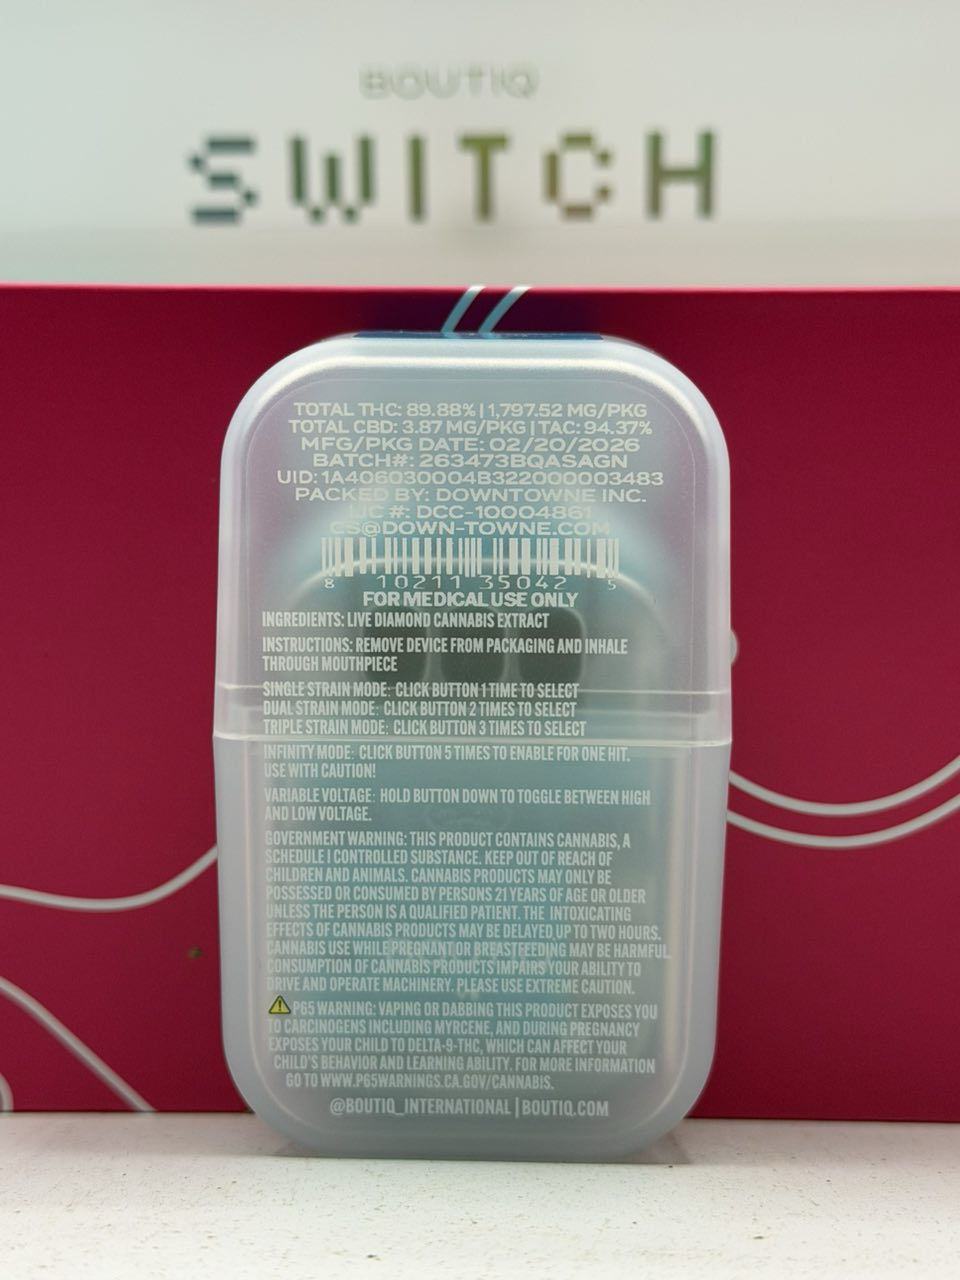 BOUTIQ
SWITCH
TOTAL THC: 89.88% | 1,797.52 MG/PKG
TOTAL CBD: 3.87 MG/PKG | TAC: 94.37%
MFG/PKG DATE: 02/20/2026
BATCH#: 263473BQASAGN
UID: 1A406030004B322000003483
PACKED BY: DOWNTOWNE INC.
LIC #: DCC-10004861
CS@DOWN-TOWNE.COM
8 10211 35042 5
FOR MEDICAL USE ONLY
INGREDIENTS: LIVE DIAMOND CANNABIS EXTRACT
INSTRUCTIONS: REMOVE DEVICE FROM PACKAGING AND INHALE
THROUGH MOUTHPIECE
SINGLE STRAIN MODE: CLICK BUTTON 1 TIME TO SELECT
DUAL STRAIN MODE: CLICK BUTTON 2 TIMES TO SELECT
TRIPLE STRAIN MODE: CLICK BUTTON 3 TIMES TO SELECT
INFINITY MODE: CLICK BUTTON 5 TIMES TO ENABLE FOR ONE HIT.
USE WITH CAUTION!
VARIABLE VOLTAGE: HOLD BUTTON DOWN TO TOGGLE BETWEEN HIGH
AND LOW VOLTAGE.
GOVERNMENT WARNING: THIS PRODUCT CONTAINS CANNABIS, A
SCHEDULE I CONTROLLED SUBSTANCE. KEEP OUT OF REACH OF
CHILDREN AND ANIMALS. CANNABIS PRODUCTS MAY ONLY BE
POSSESSED OR CONSUMED BY PERSONS 21 YEARS OF AGE OR OLDER
UNLESS THE PERSON IS A QUALIFIED PATIENT. THE INTOXICATING
EFFECTS OF CANNABIS PRODUCTS MAY BE DELAYED UP TO TWO HOURS.
CANNABIS USE WHILE PREGNANT OR BREASTFEEDING MAY BE HARMFUL.
CONSUMPTION OF CANNABIS PRODUCTS IMPAIRS YOUR ABILITY TO
DRIVE AND OPERATE MACHINERY. PLEASE USE EXTREME CAUTION.
P65 WARNING: VAPING OR DABBING THIS PRODUCT EXPOSES YOU
TO CARCINOGENS INCLUDING MYRCENE, AND DURING PREGNANCY
EXPOSES YOUR CHILD TO DELTA-9-THC, WHICH CAN AFFECT YOUR
CHILD'S BEHAVIOR AND LEARNING ABILITY. FOR MORE INFORMATION
GO TO WWW.P65WARNINGS.CA.GOV/CANNABIS.
@BOUTIQ_INTERNATIONAL | BOUTIQ.COM